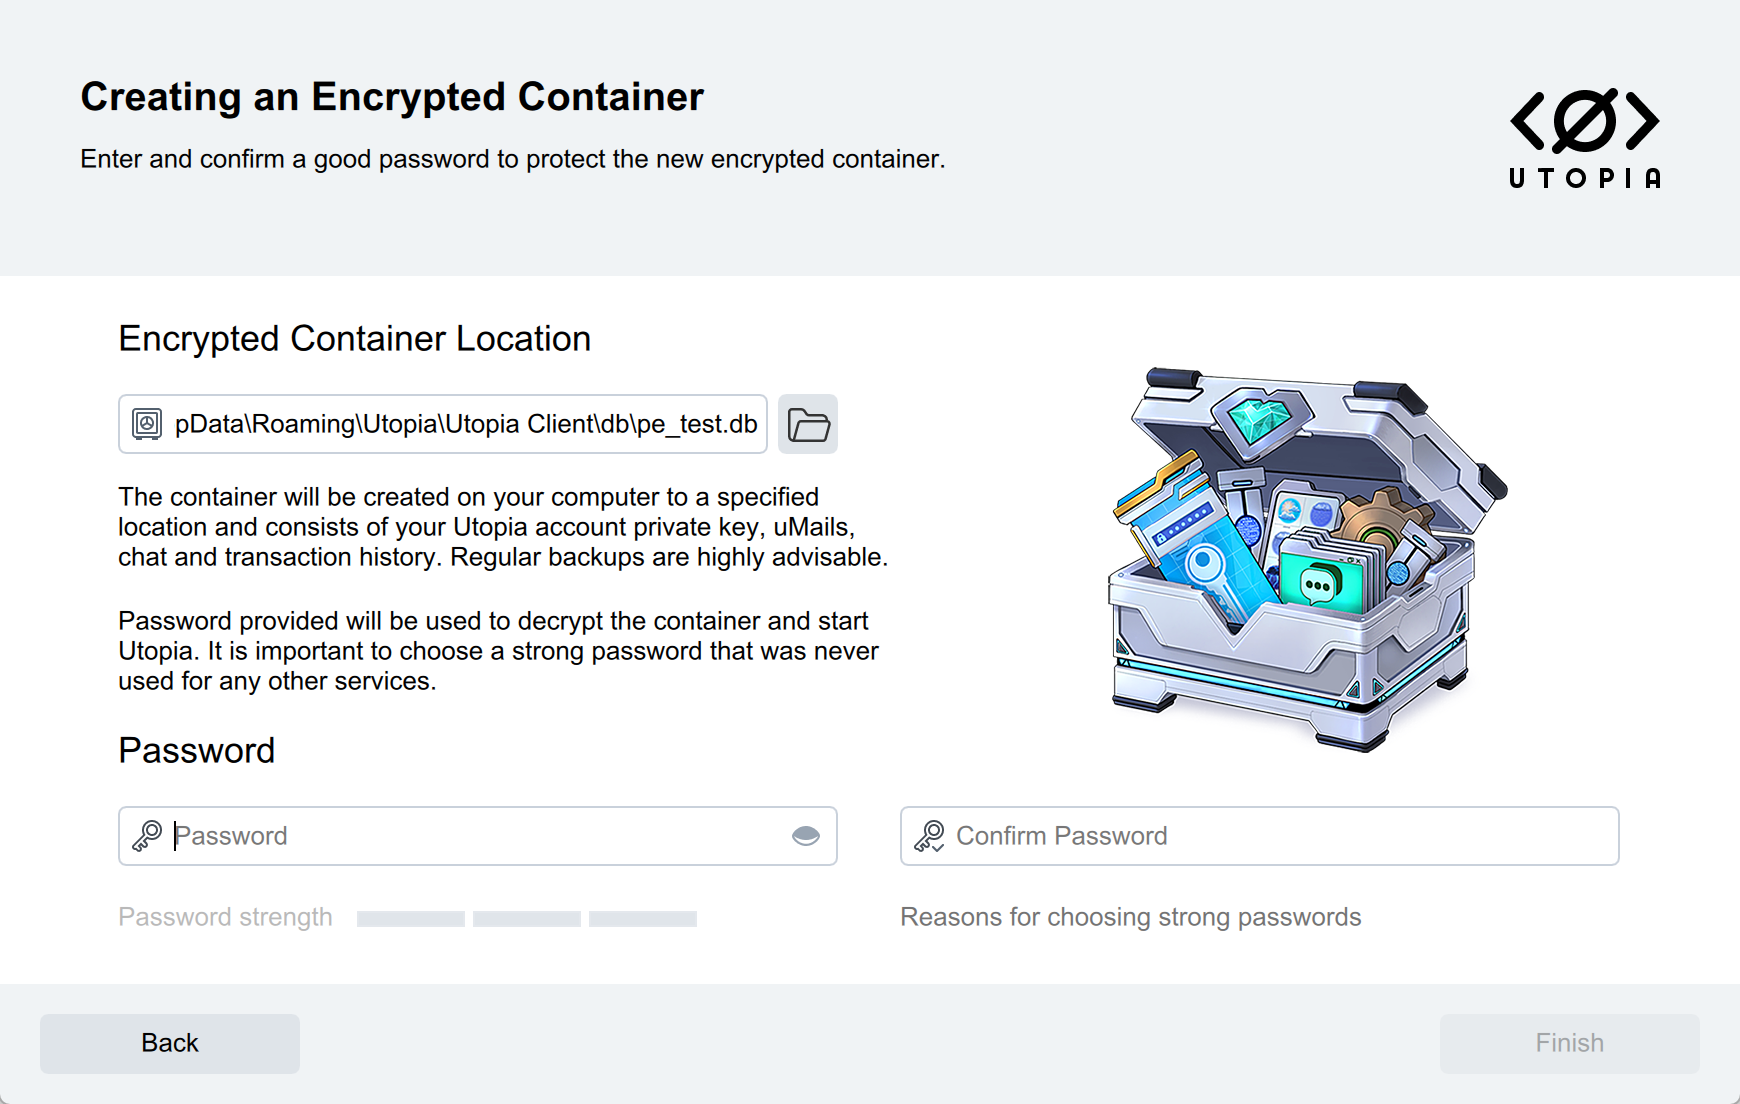 Creating an Encrypted Container
Enter and confirm a good password to protect the new encrypted container.
UTOPIA
Encrypted Container Location
pData\Roaming\Utopia\Utopia Client\db\pe_test.db
The container will be created on your computer to a specified
location and consists of your Utopia account private key, uMails,
chat and transaction history. Regular backups are highly advisable.
Password provided will be used to decrypt the container and start
Utopia. It is important to choose a strong password that was never
used for any other services.
Password
Password
Confirm Password
Password strength
Reasons for choosing strong passwords
Back
Finish